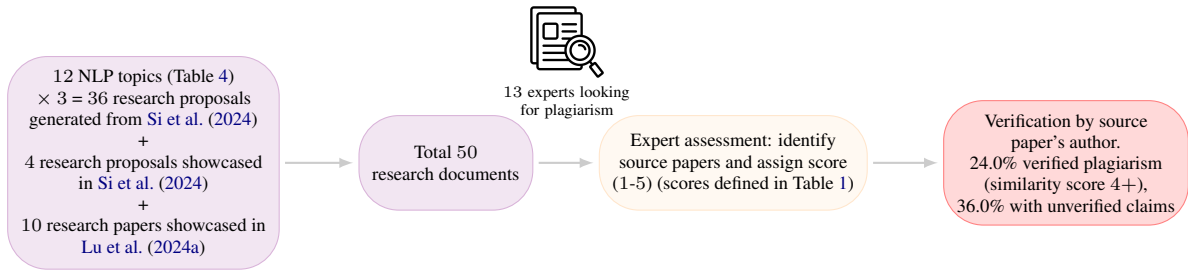 12 NLP topics (Table 4)
× 3 = 36 research proposals
generated from Si et al. (2024)
+
4 research proposals showcased
in Si et al. (2024)
+
10 research papers showcased in
Lu et al. (2024a)
Total 50
research documents
13 experts looking
for plagiarism
Expert assessment: identify
source papers and assign score
(1-5) (scores defined in Table 1)
Verification by source
paper's author.
24.0% verified plagiarism
(similarity score 4+),
36.0% with unverified claims